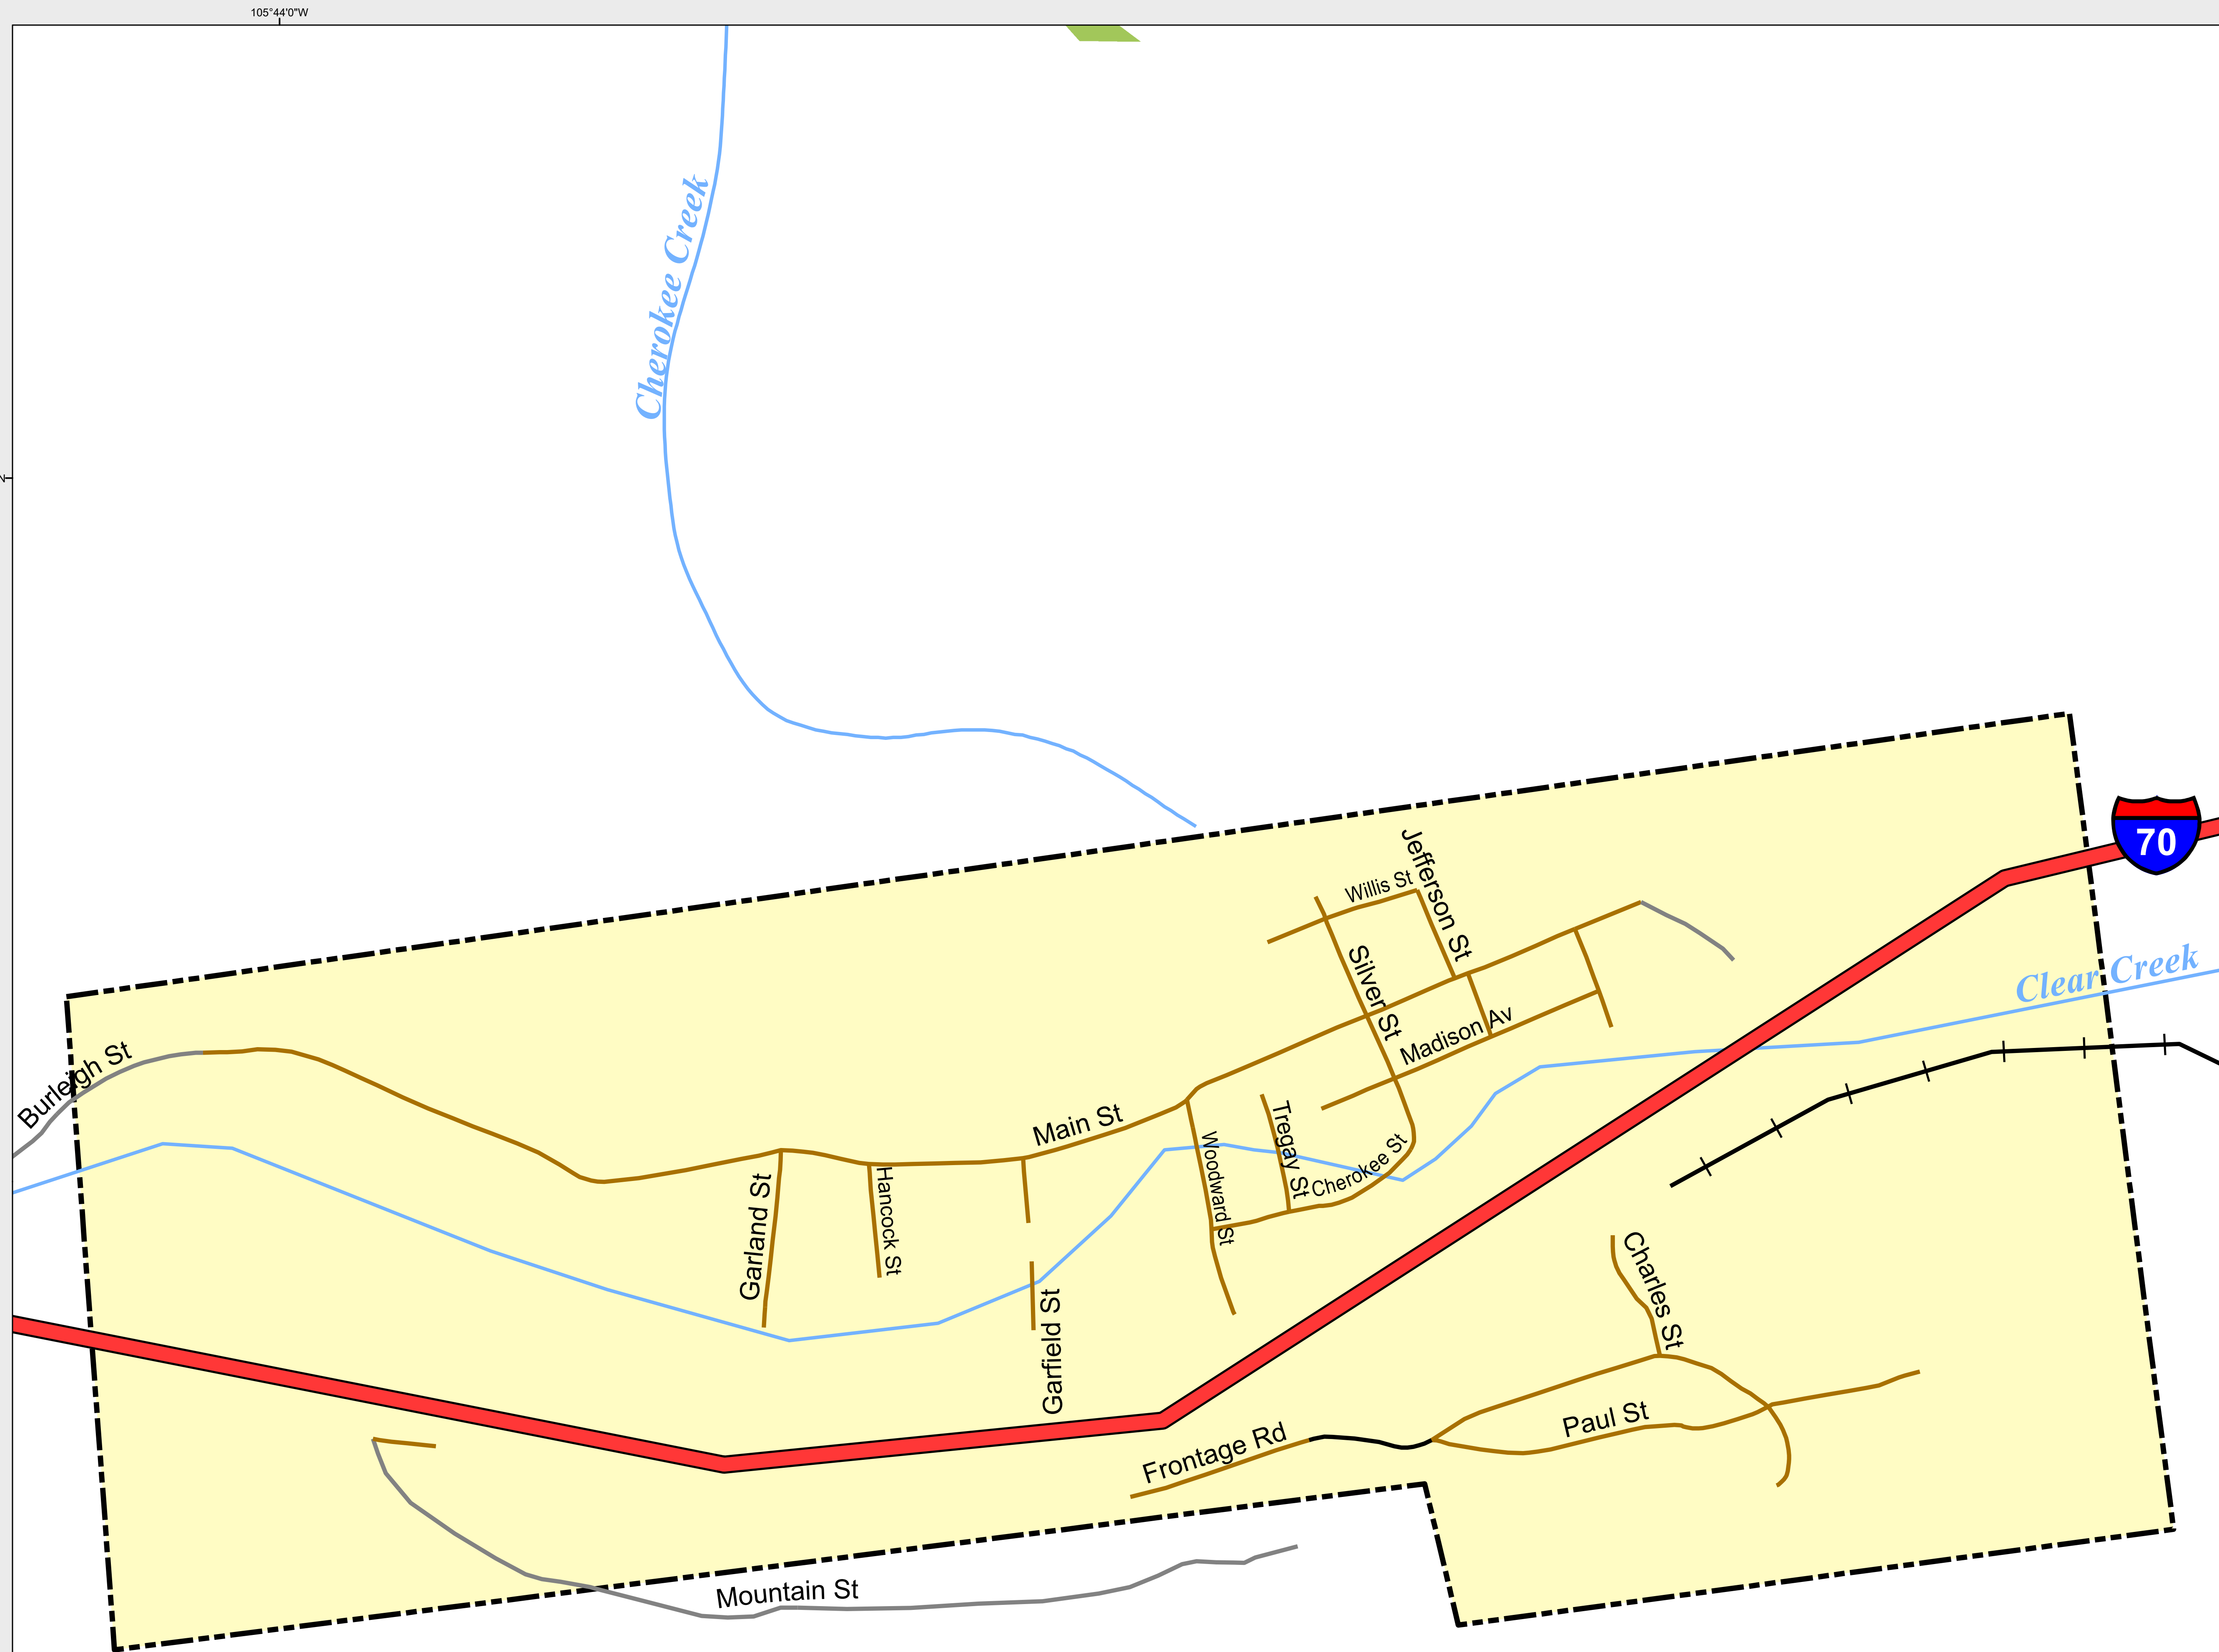 105°44'0"W
Cherokee Creek
N
70
Jefferson St
Willis St
Silver St
Clear Creek
Madison Av
Burleigh St
Main St
Tregay St
Woodward St
Cherokee St
Garland St
Hancock St
Garfield St
Charles St
Paul St
Frontage Rd
Mountain St